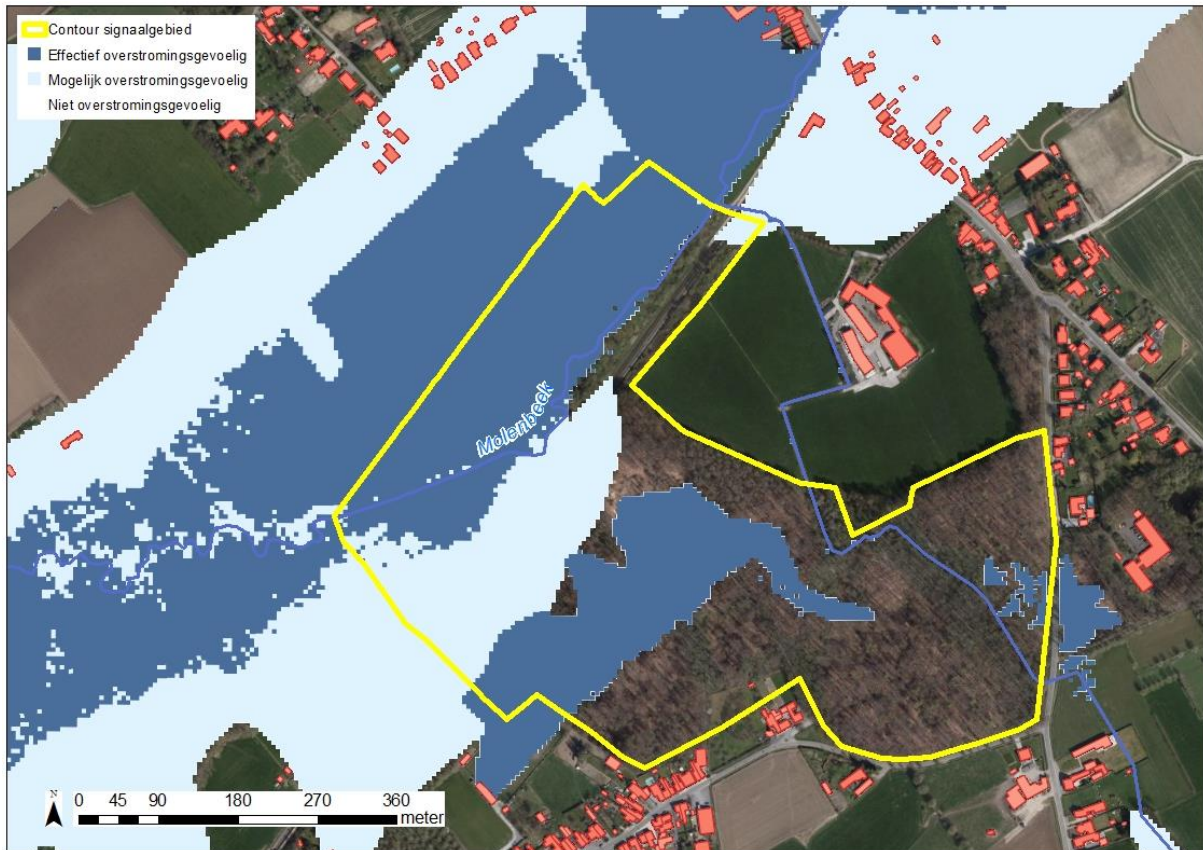 Contour signaalgebied
Effectief overstromingsgevoelig
Mogelijk overstromingsgevoelig
Niet overstromingsgevoelig
Molenbeek
N
0 45 90 180 270 360
meter